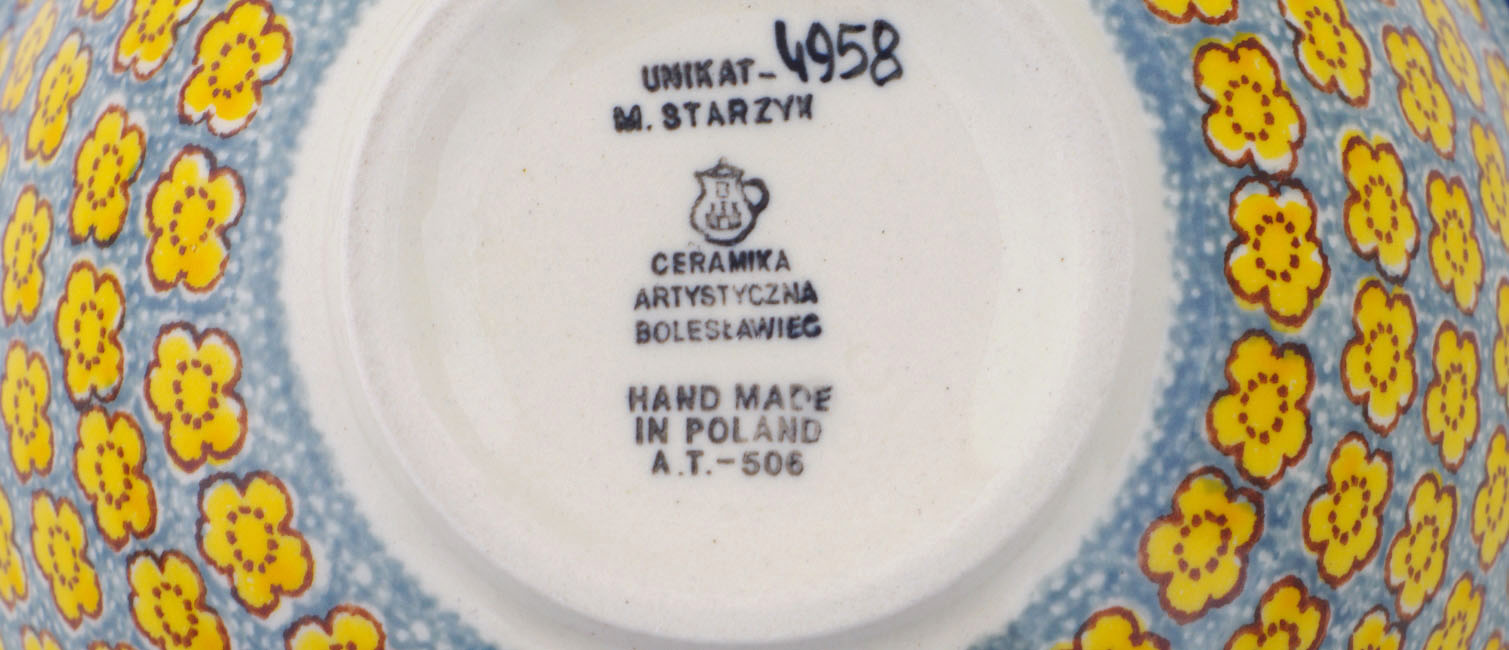 UNIKAT-4958
M. STARZYK
CERAMIKA
ARTYSTYCZNA
BOLESŁAWIEC
HAND MADE
IN POLAND
A.T.-506